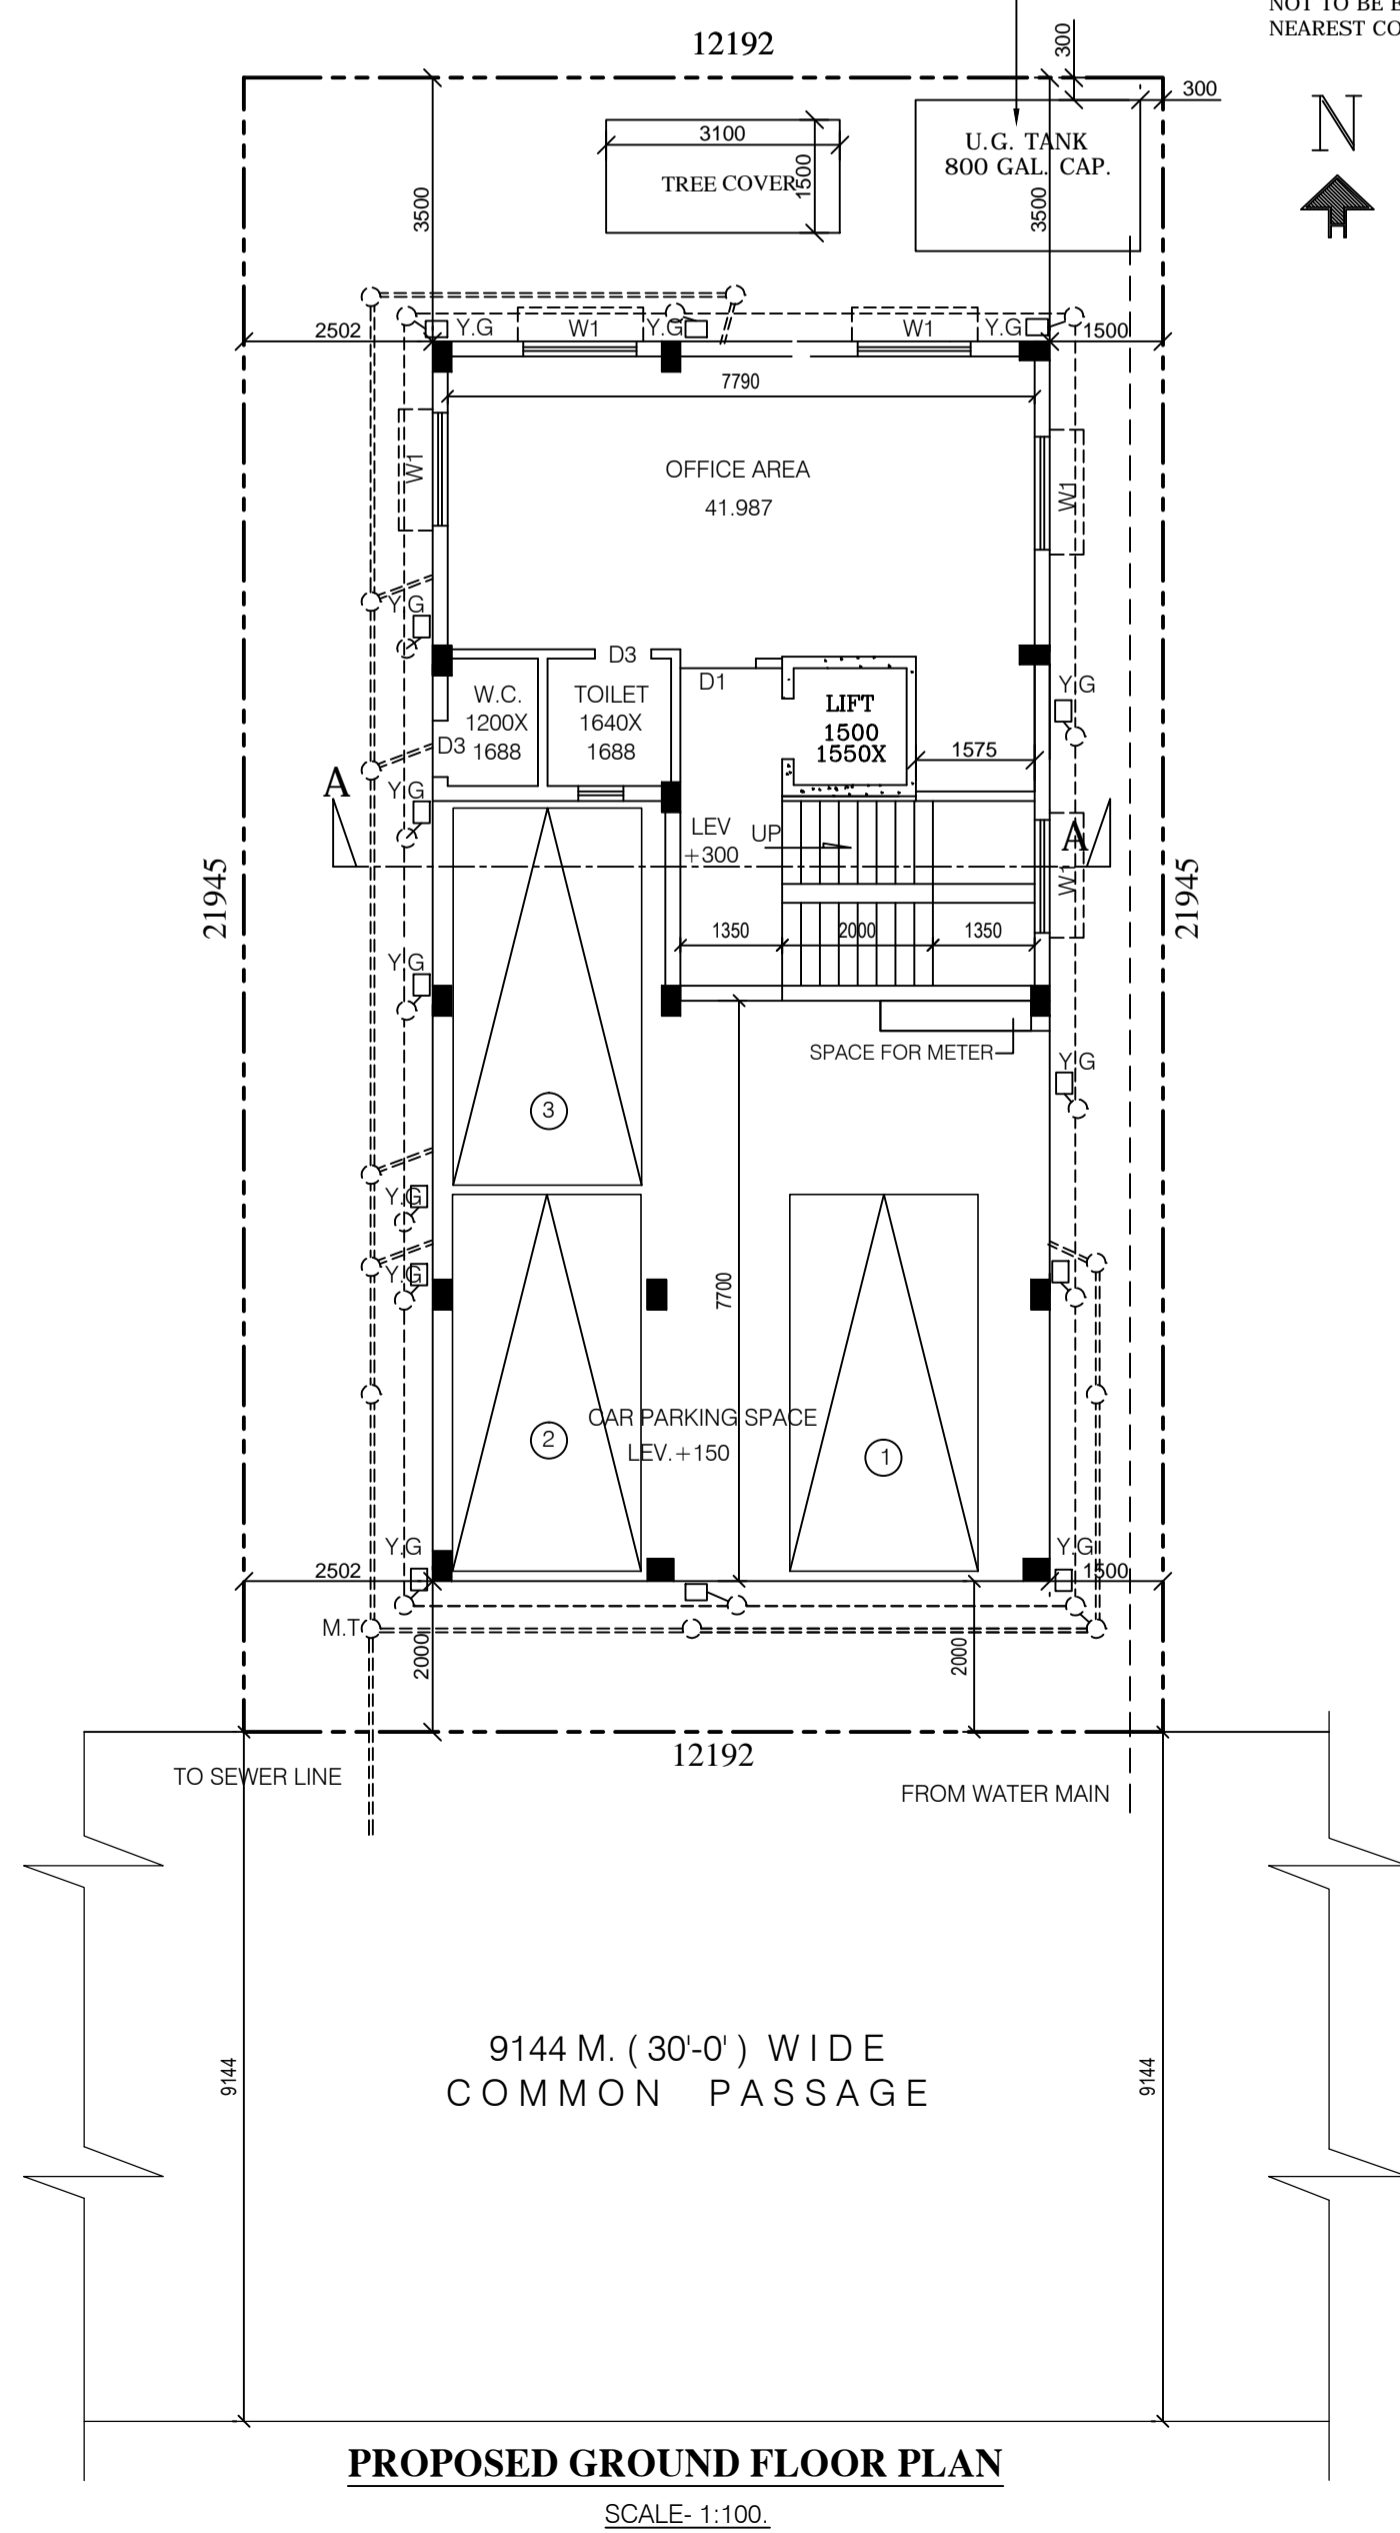 NOT TO BE E
NEAREST CO
12192
300
300
N
3100
1500
TREE COVER
U.G. TANK
800 GAL. CAP.
3500
3500
2502
Y.G
W1
Y.G
W1
Y.G
1500
7790
W1
OFFICE AREA
41.987
W1
Y.G
D3
D1
W.C.
1200X
1688
TOILET
1640X
1688
LIFT
1500
1550X
Y.G
D3
1575
A
Y.G
LEV
+300
UP
A
W1
21945
21945
1350
2000
1350
Y.G
SPACE FOR METER
Y.G
3
Y.G
Y.G
7700
CAR PARKING SPACE
LEV.+150
2
1
Y.G
Y.G
2502
1500
M.T
2000
2000
12192
TO SEWER LINE
FROM WATER MAIN
9144 M. ( 30'-0' ) WIDE
COMMON PASSAGE
9144
9144
PROPOSED GROUND FLOOR PLAN
SCALE- 1:100.